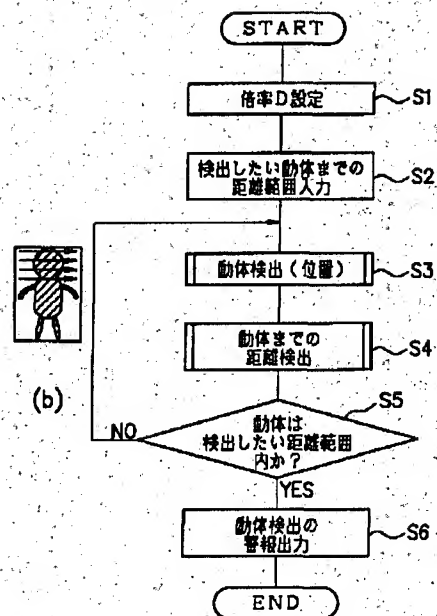 START
倍率D設定
S1
検出したい動体までの
距離範囲入力
S2
動体検出(位置)
S3
動体までの
距離検出
S4
(b)
S5
動体は
検出したい距離範囲
内か?
NO
YES
動体検出の
警報出力
S6
END